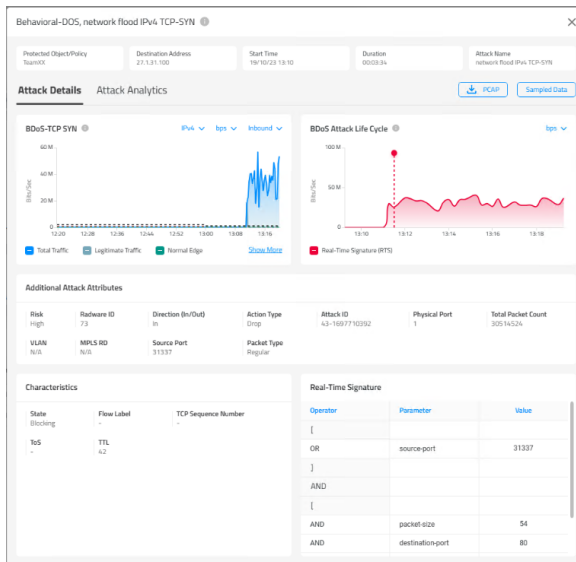 Behavioral-DOS, network flood IPv4 TCP-SYN
Protected Object/Policy Destination Address Start Time Duration Attack Name
27.1.31.100 19/10/23 13:10 00:03:34 network flood IPv4 TCP-SYN
Attack Details Attack Analytics PCAP Sampled Data
BDoS-TCP SYN IPv4 bps Inbound
60 M
40 M
20 M
0
Bits/Sec
12:20 12:28 12:36 12:44 12:52 13:00 13:08 13:16
Total Traffic Legitimate Traffic Normal Edge Show More
BDoS Attack Life Cycle bps
100 M
50 M
0
Bits/Sec
13:10 13:12 13:14 13:16 13:18
Real-Time Signature (RTS)
Additional Attack Attributes
Risk Radware ID Direction (In/Out) Action Type Attack ID Physical Port Total Packet Count
High 73 In Drop 43-1697710392 1 30514524
VLAN MPLS RD Source Port Packet Type
N/A N/A 31337 Regular
Characteristics
State Flow Label TCP Sequence Number
Blocking - -
ToS TTL
- 42
Real-Time Signature
Operator Parameter Value
[
OR source-port 31337
]
AND
[
AND packet-size 54
AND destination-port 80